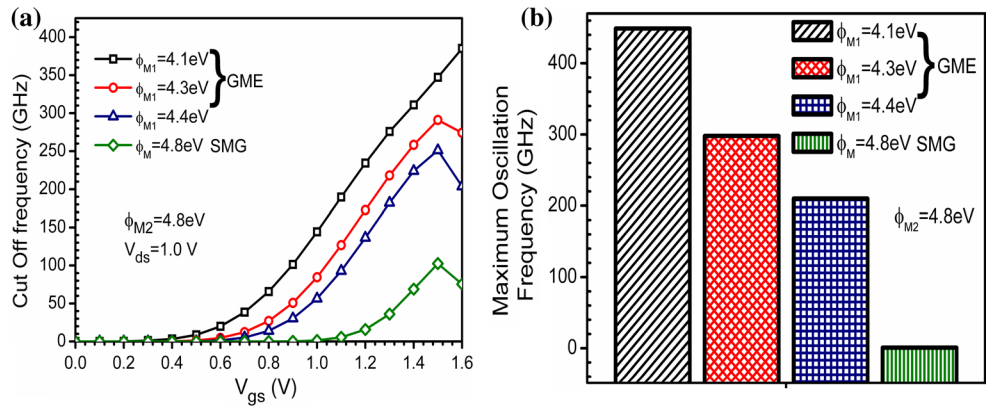 (a)
Cut Off frequency (GHz)
400
350
300
250
200
150
100
50
0
ϕM1=4.1eV
ϕM1=4.3eV
ϕM1=4.4eV
ϕM=4.8eV SMG
GME
ϕM2=4.8eV
Vds=1.0 V
0.0 0.2 0.4 0.6 0.8 1.0 1.2 1.4 1.6
Vgs (V)
(b)
Maximum Oscillation
Frequency (GHz)
400
300
200
100
0
ϕM1=4.1eV
ϕM1=4.3eV
ϕM1=4.4eV
ϕM=4.8eV SMG
GME
ϕM2=4.8eV